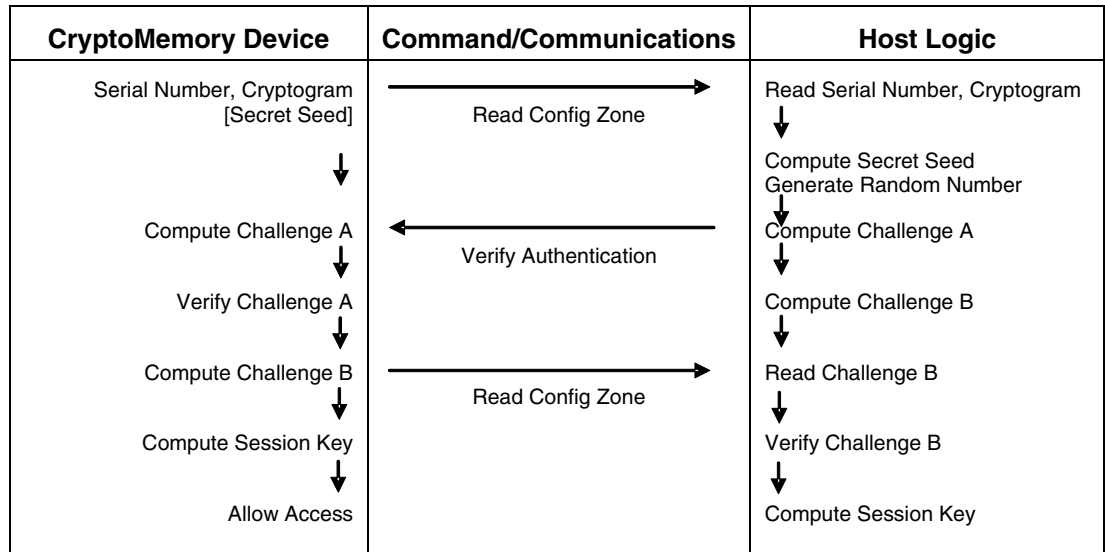 CryptoMemory Device
Command/Communications
Host Logic
Serial Number, Cryptogram
[Secret Seed]
Read Config Zone
Read Serial Number, Cryptogram
Compute Secret Seed
Generate Random Number
Compute Challenge A
Verify Authentication
Compute Challenge A
Verify Challenge A
Compute Challenge B
Compute Challenge B
Read Config Zone
Read Challenge B
Compute Session Key
Verify Challenge B
Allow Access
Compute Session Key